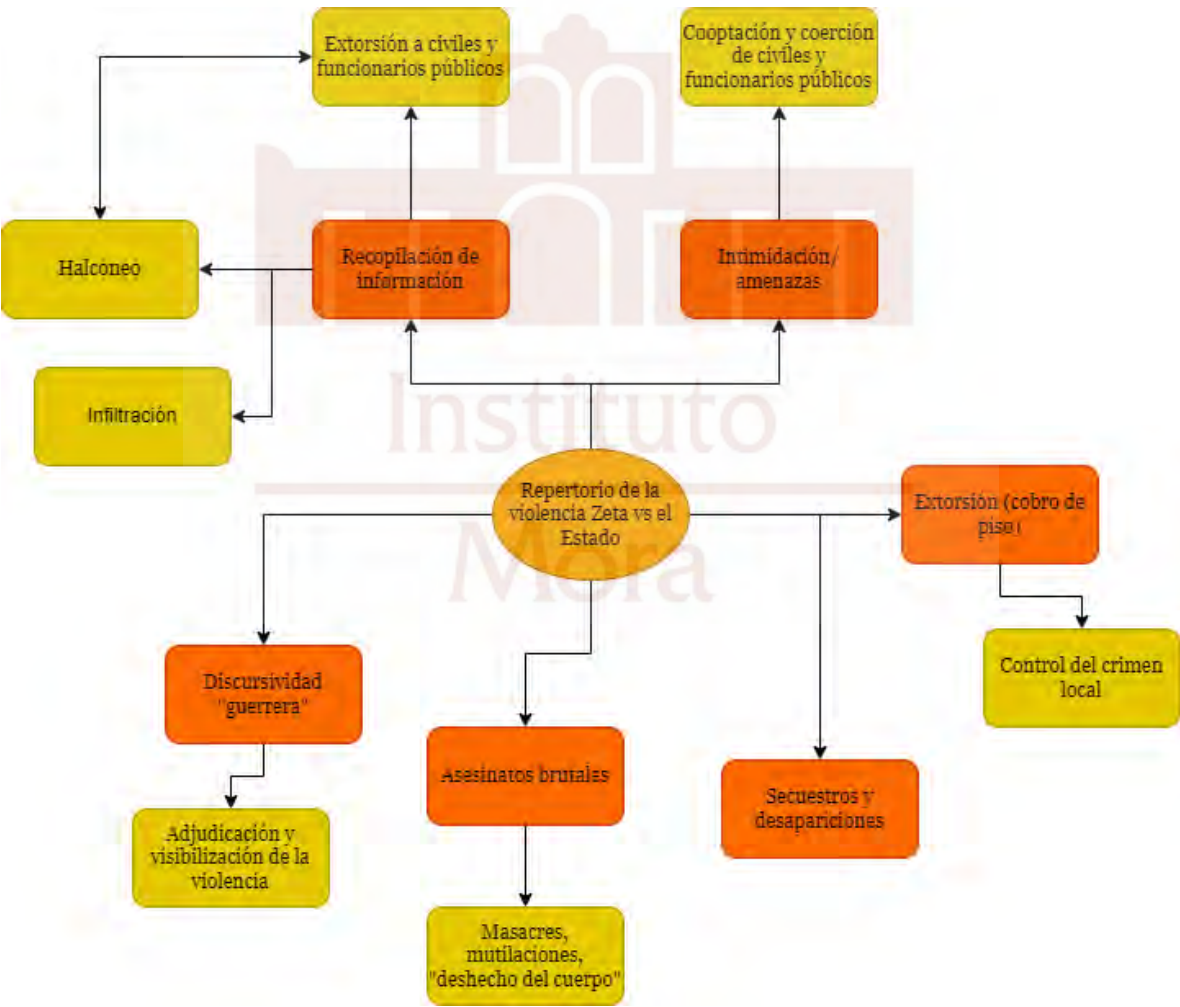 Extorsión a civiles y
funcionarios públicos
Cooptación y coerción
de civiles y
funcionarios públicos
Halconeo
Recopilación de
información
Intimidación/
amenazas
Infiltración
Instituto
Mora
Repertorio de la
violencia Zeta vs el
Estado
Extorsión (cobro de
piso)
Control del crimen
local
Discursividad
"guerrera"
Asesinatos brutales
Secuestros y
desapariciones
Adjudicación y
visibilización de la
violencia
Masacres,
mutilaciones,
"deshecho del cuerpo"